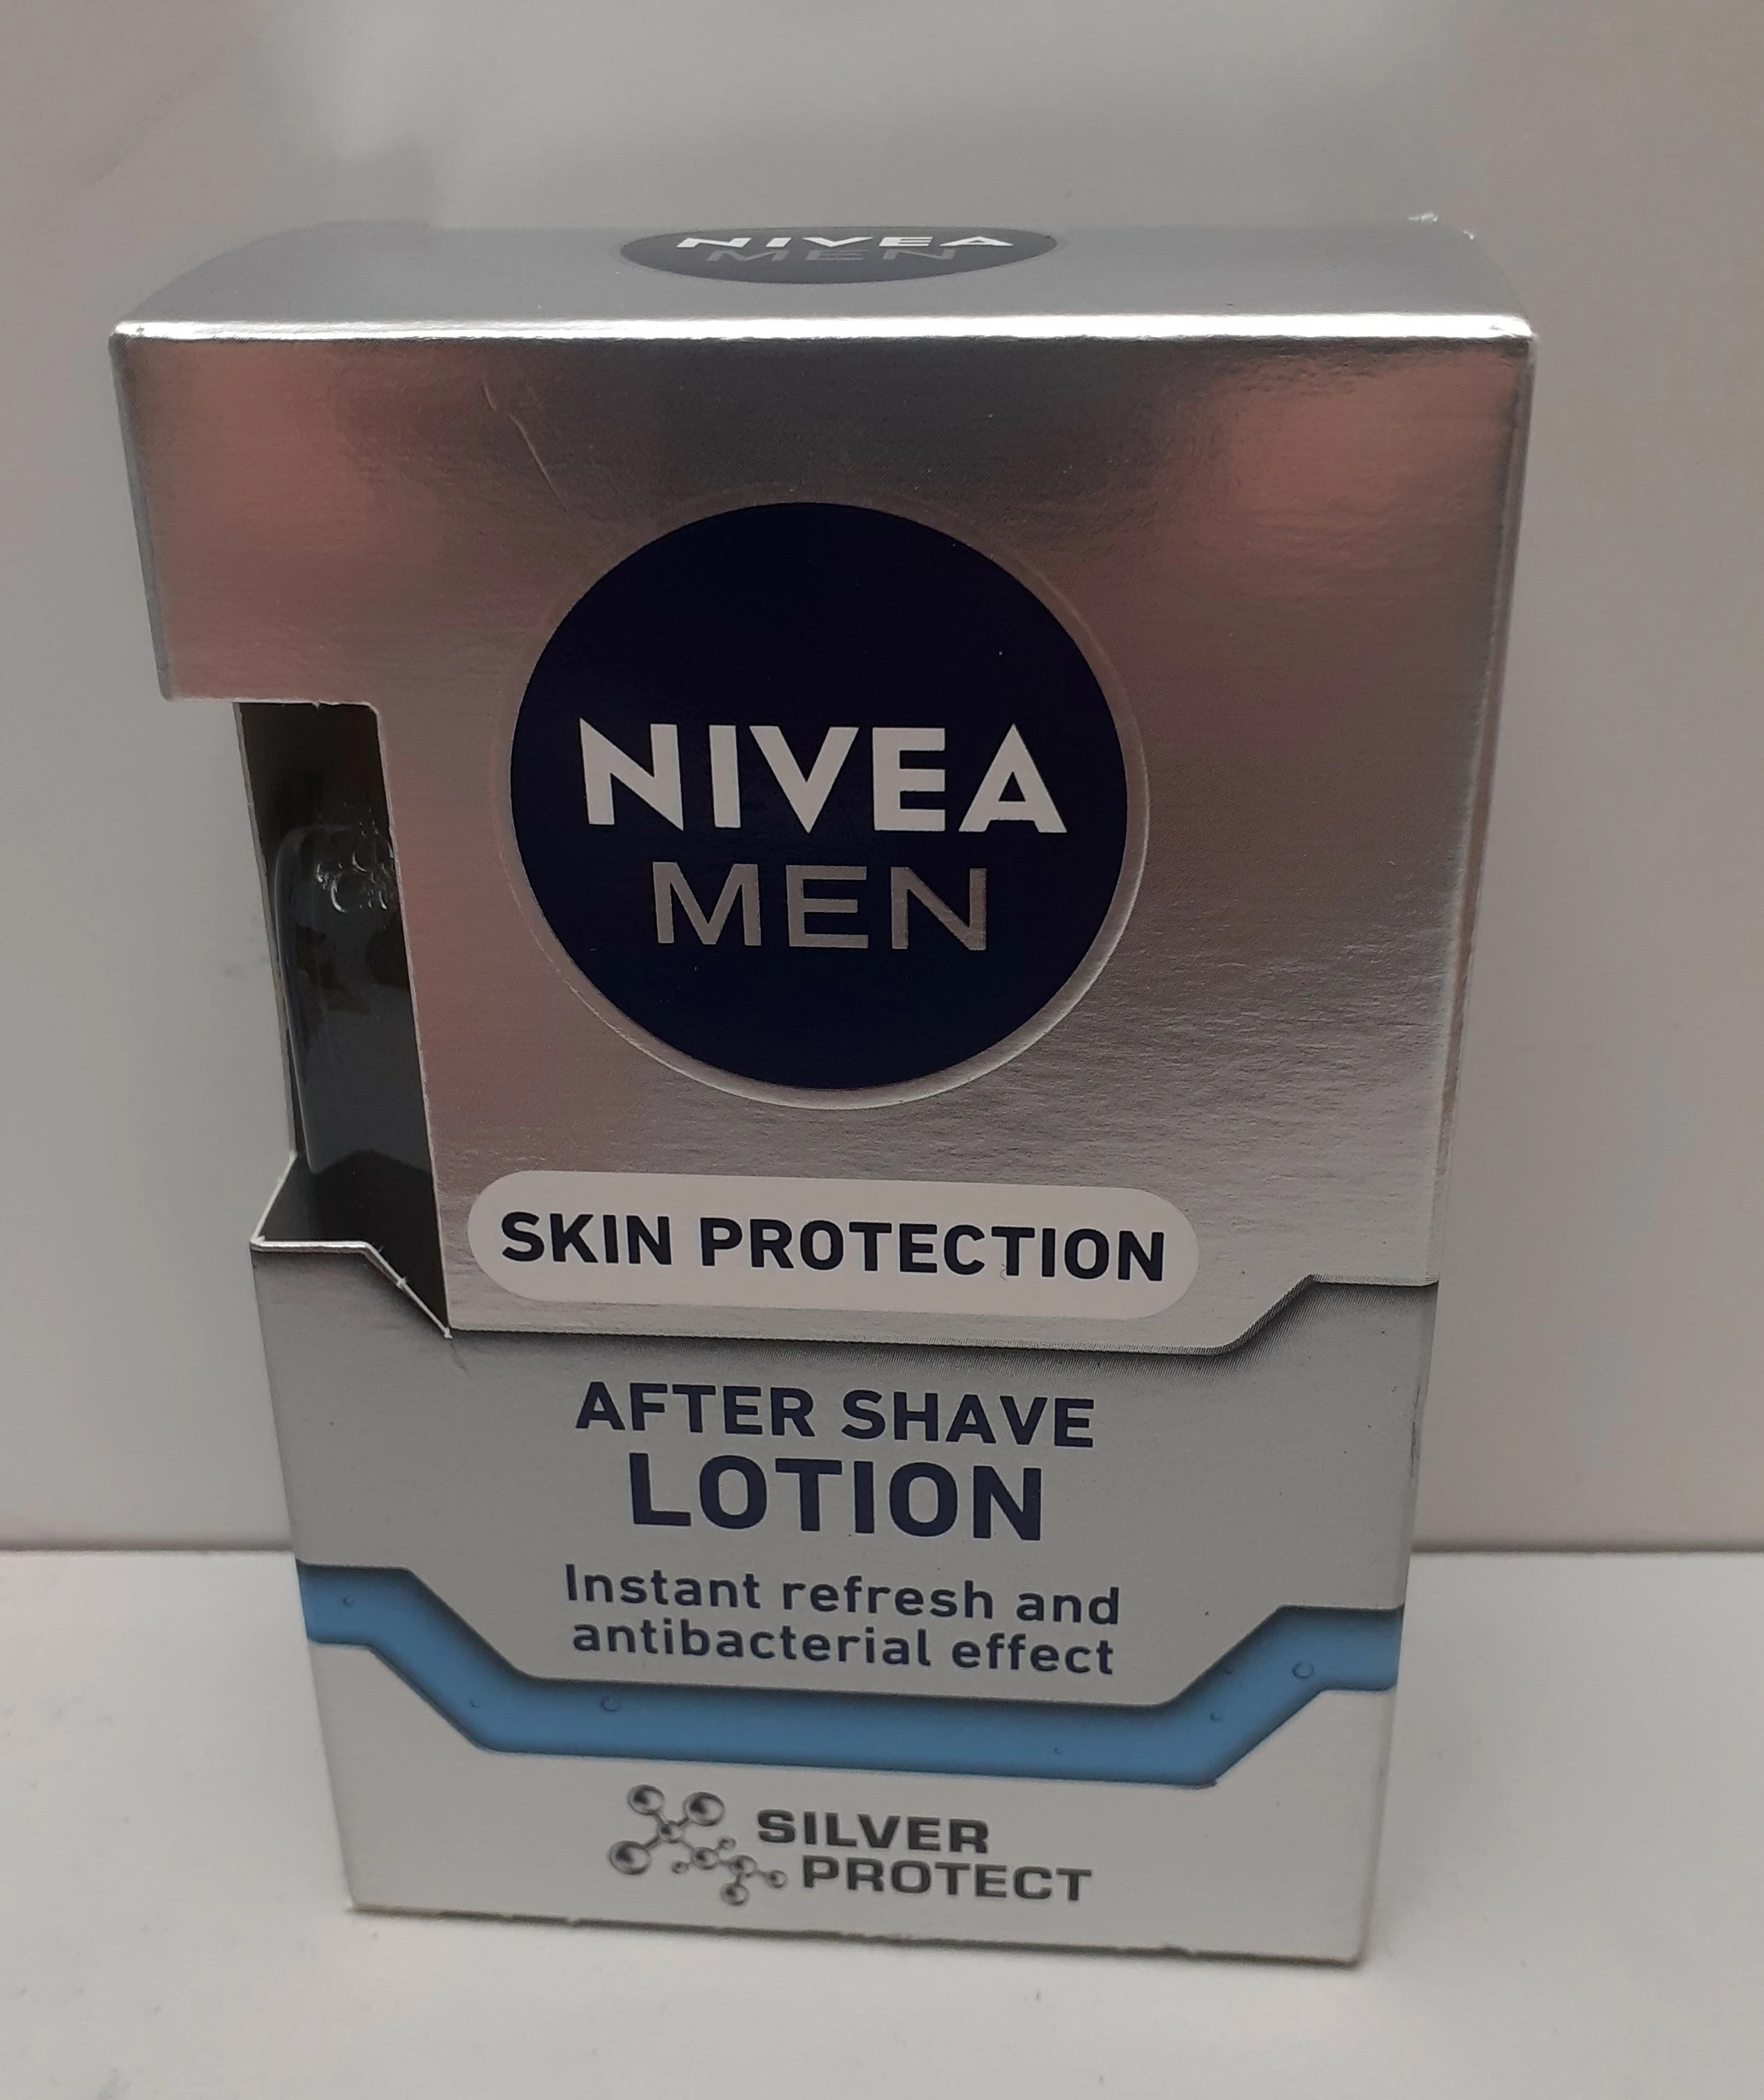 NIVEA
MEN
NIVEA
MEN
SKIN PROTECTION
AFTER SHAVE
LOTION
Instant refresh and
antibacterial effect
SILVER
PROTECT